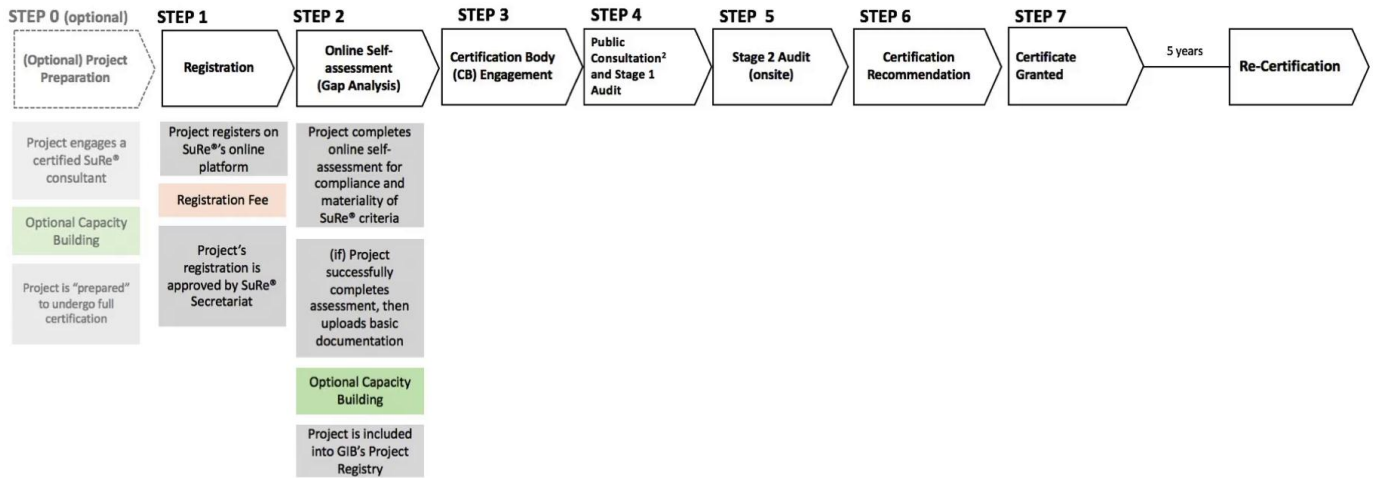 STEP 0 (optional)
(Optional) Project
Preparation
Project engages a
certified SuRe®
consultant
Optional Capacity
Building
Project is “prepared”
to undergo full
certification
STEP 1
Registration
Project registers on
SuRe®’s online
platform
Registration Fee
Project’s
registration is
approved by SuRe®
Secretariat
STEP 2
Online Self-
assessment
(Gap Analysis)
Project completes
online self-
assessment for
compliance and
materiality of
SuRe® criteria
(if) Project
successfully
completes
assessment, then
uploads basic
documentation
Optional Capacity
Building
Project is included
into GIB’s Project
Registry
STEP 3
Certification Body
(CB) Engagement
STEP 4
Public
Consultation²
and Stage 1
Audit
STEP 5
Stage 2 Audit
(onsite)
STEP 6
Certification
Recommendation
STEP 7
Certificate
Granted
5 years
Re-Certification